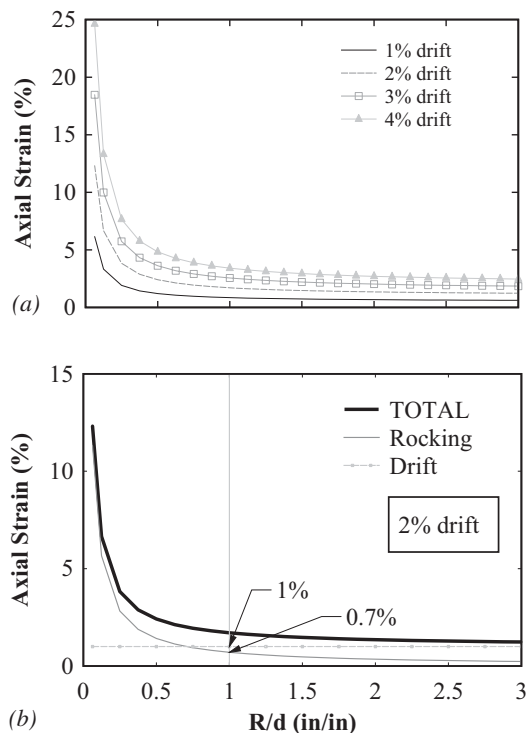 25
20
15
10
5
0
Axial Strain (%)
1% drift
2% drift
3% drift
4% drift
(a)
15
10
5
0
Axial Strain (%)
TOTAL
Rocking
Drift
2% drift
1%
0.7%
0 0.5 1 1.5 2 2.5 3
R/d (in/in)
(b)